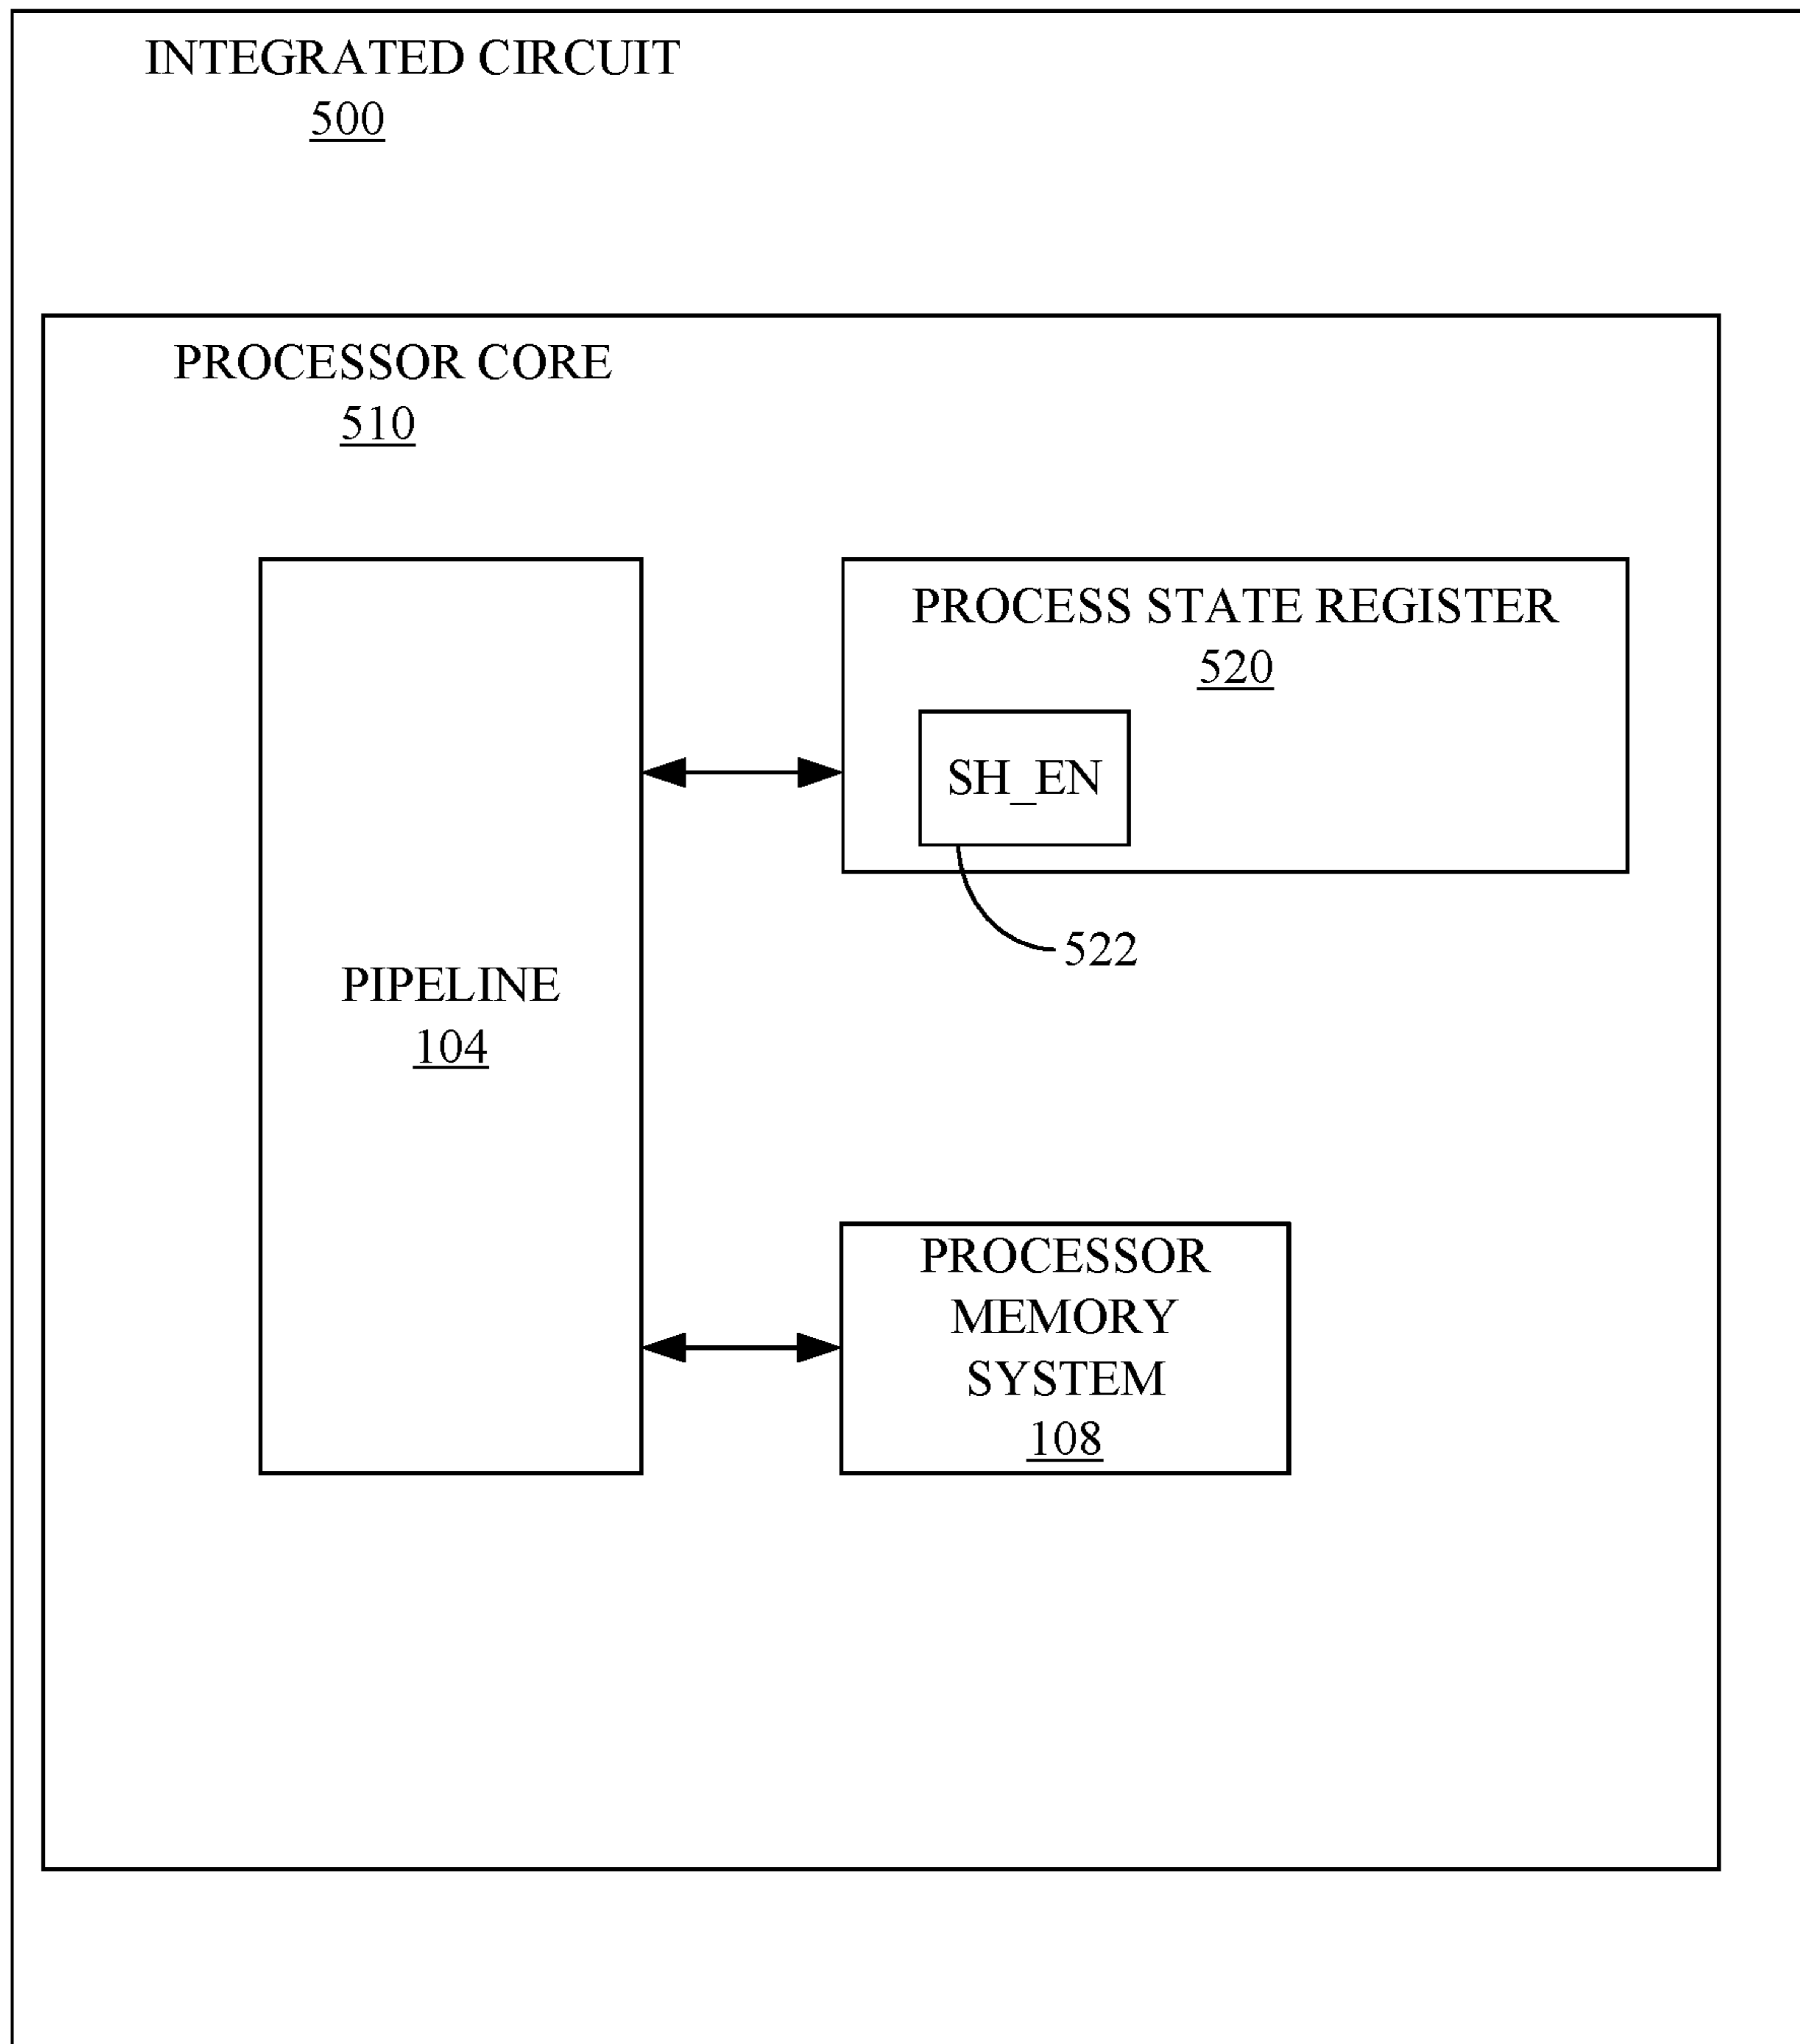 INTEGRATED CIRCUIT
500
PROCESSOR CORE
510
PROCESS STATE REGISTER
520
SH_EN
522
PIPELINE
104
PROCESSOR
MEMORY
SYSTEM
108